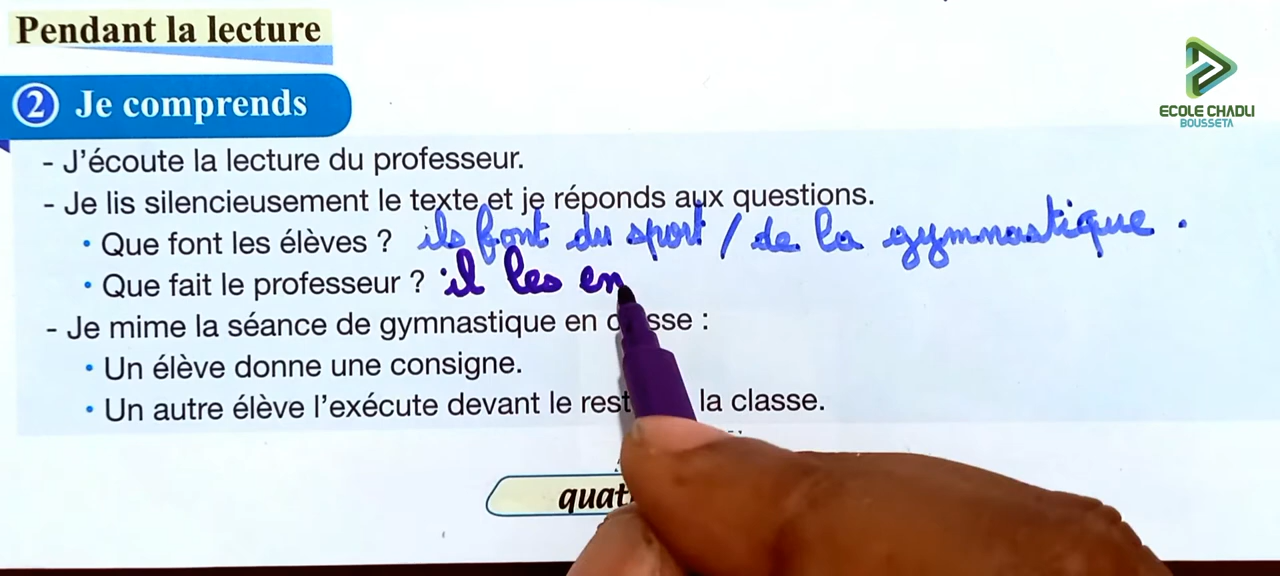 Pendant la lecture
2 Je comprends
ECOLE CHADLI
BOUSSETA
- J'écoute la lecture du professeur.
- Je lis silencieusement le texte et je réponds aux questions.
• Que font les élèves ? ils font du sport / de la gymnastique.
• Que fait le professeur ? il les en
- Je mime la séance de gymnastique en sse :
• Un élève donne une consigne.
• Un autre élève l'exécute devant le rest la classe.
quat